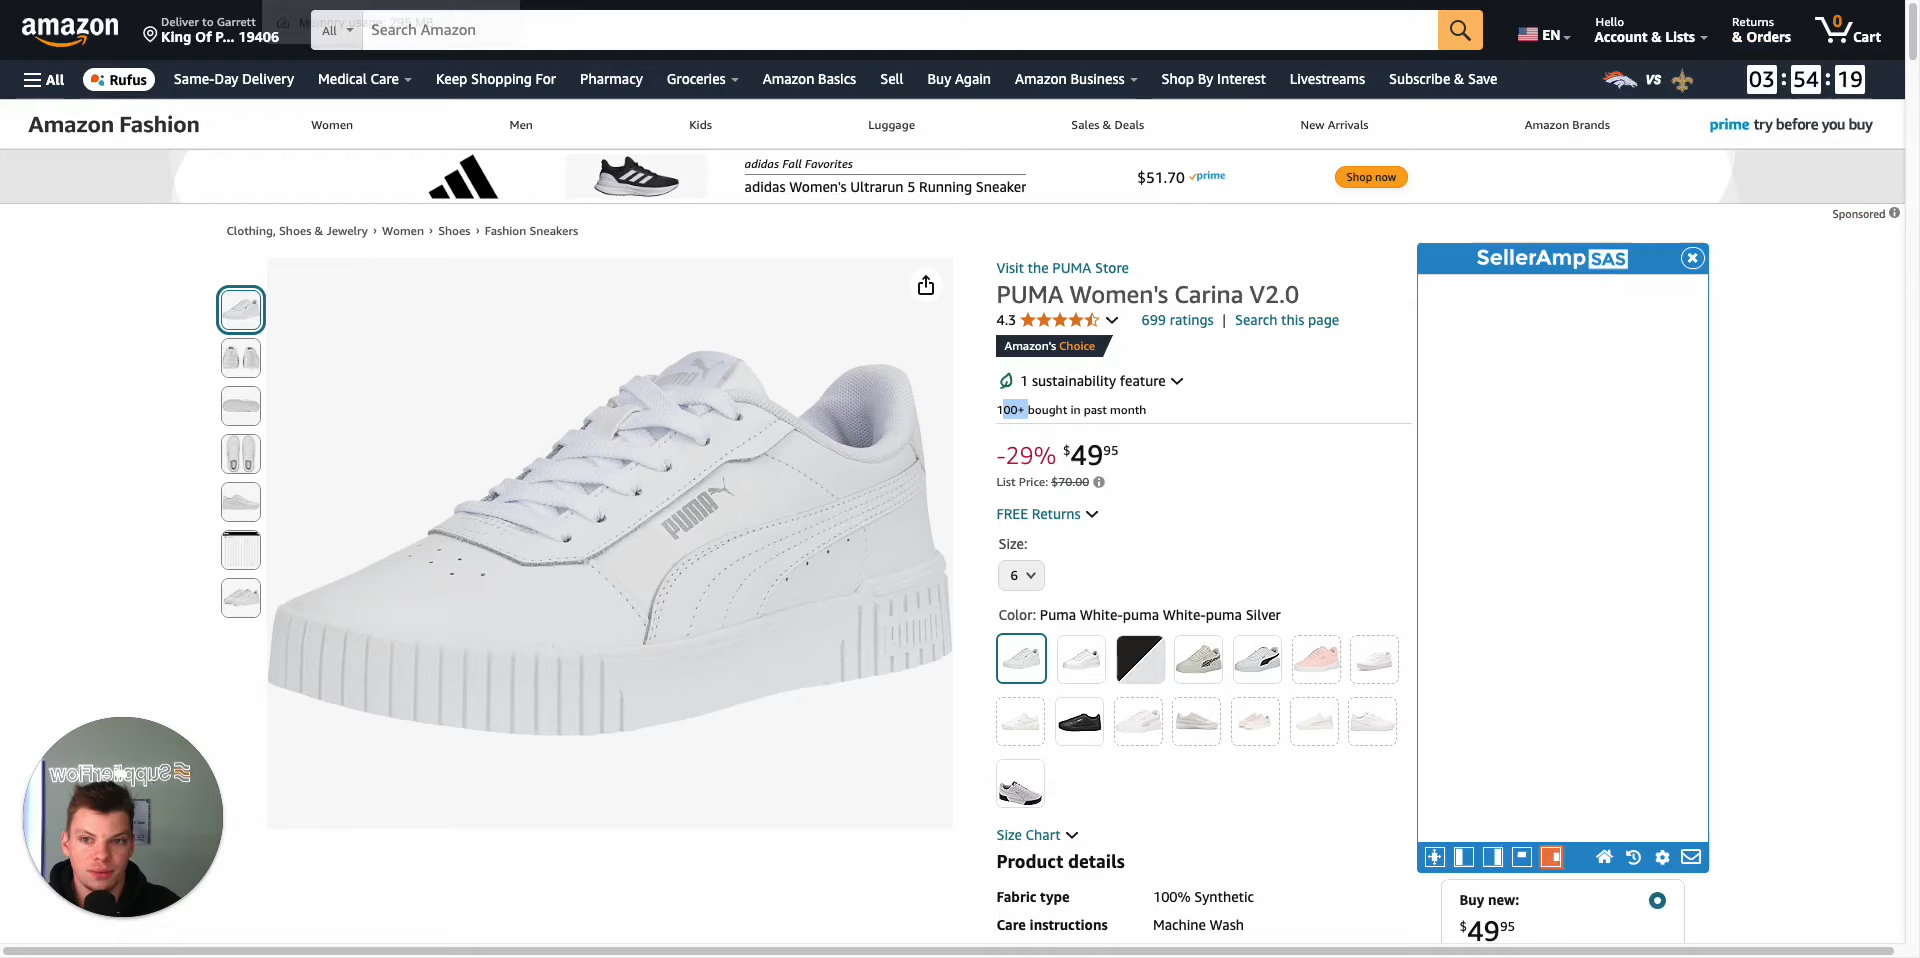 amazon
Deliver to Garrett
King Of P... 19406
All
Search Amazon
EN
Hello
Account & Lists
Returns
& Orders
0
Cart
All
Rufus
Same-Day Delivery
Medical Care
Keep Shopping For
Pharmacy
Groceries
Amazon Basics
Sell
Buy Again
Amazon Business
Shop By Interest
Livestreams
Subscribe & Save
VS
03 : 54 : 19
Amazon Fashion
Women
Men
Kids
Luggage
Sales & Deals
New Arrivals
Amazon Brands
prime try before you buy
adidas Fall Favorites
adidas Women's Ultrarun 5 Running Sneaker
$51.70 prime
Shop now
Sponsored
Clothing, Shoes & Jewelry › Women › Shoes › Fashion Sneakers
PUMA
Visit the PUMA Store
PUMA Women's Carina V2.0
4.3
699 ratings | Search this page
Amazon's Choice
1 sustainability feature
100+ bought in past month
-29% $49 95
List Price: $70.00
FREE Returns
Size:
6
Color: Puma White-puma White-puma Silver
Size Chart
Product details
Fabric type 100% Synthetic
Care instructions Machine Wash
SellerAmp SAS
Buy new:
$49 95
SupplierFlow